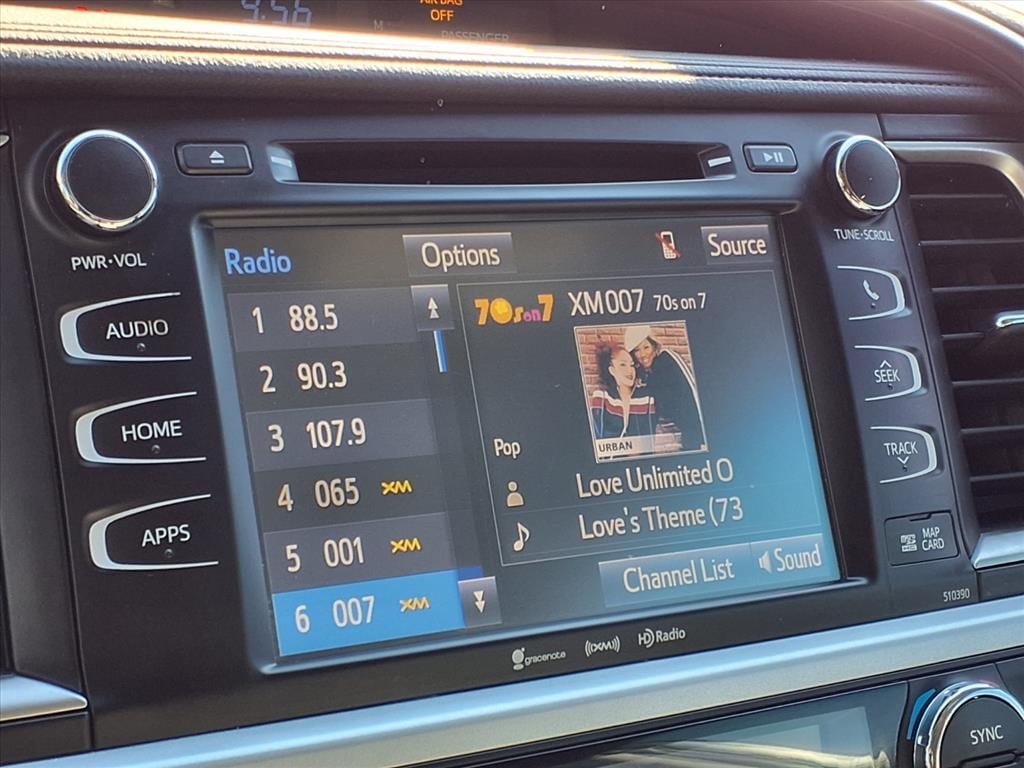 9:56
AIR BAG
OFF
PASSENGER
PWR•VOL
TUNE•SCROLL
AUDIO
HOME
APPS
SEEK
TRACK
MAP
CARD
510390
Radio
Options
Source
1 88.5
2 90.3
3 107.9
4 065 XM
5 001 XM
6 007 XM
70s on 7
XM007 70s on 7
URBAN
Pop
Love Unlimited O
Love's Theme (73
Channel List
Sound
gracenote
((XM))
HD Radio
SYNC